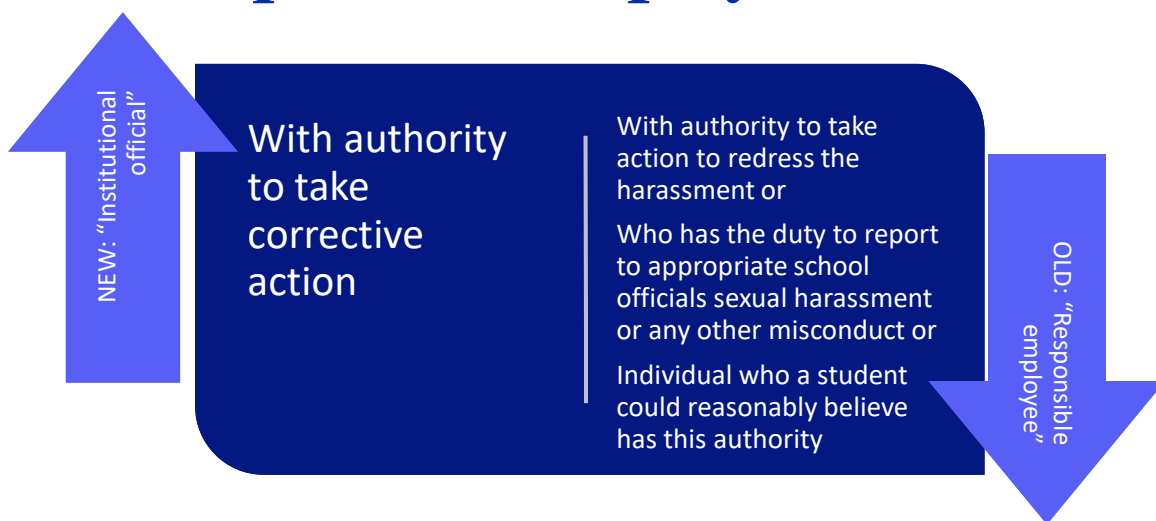 NEW: “Institutional
official”
With authority
to take
corrective
action
With authority to take
action to redress the
harassment or
Who has the duty to report
to appropriate school
officials sexual harassment
or any other misconduct or
Individual who a student
could reasonably believe
has this authority
OLD: “Responsible
employee”